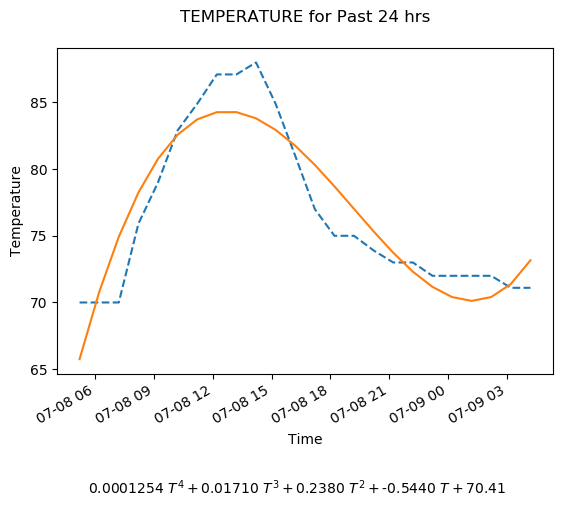 TEMPERATURE for Past 24 hrs
85
80
75
70
65
Temperature
07-08 06 07-08 09 07-08 12 07-08 15 07-08 18 07-08 21 07-09 00 07-09 03
Time
0.0001254 T⁴ + 0.01710 T³ + 0.2380 T² + -0.5440 T + 70.41